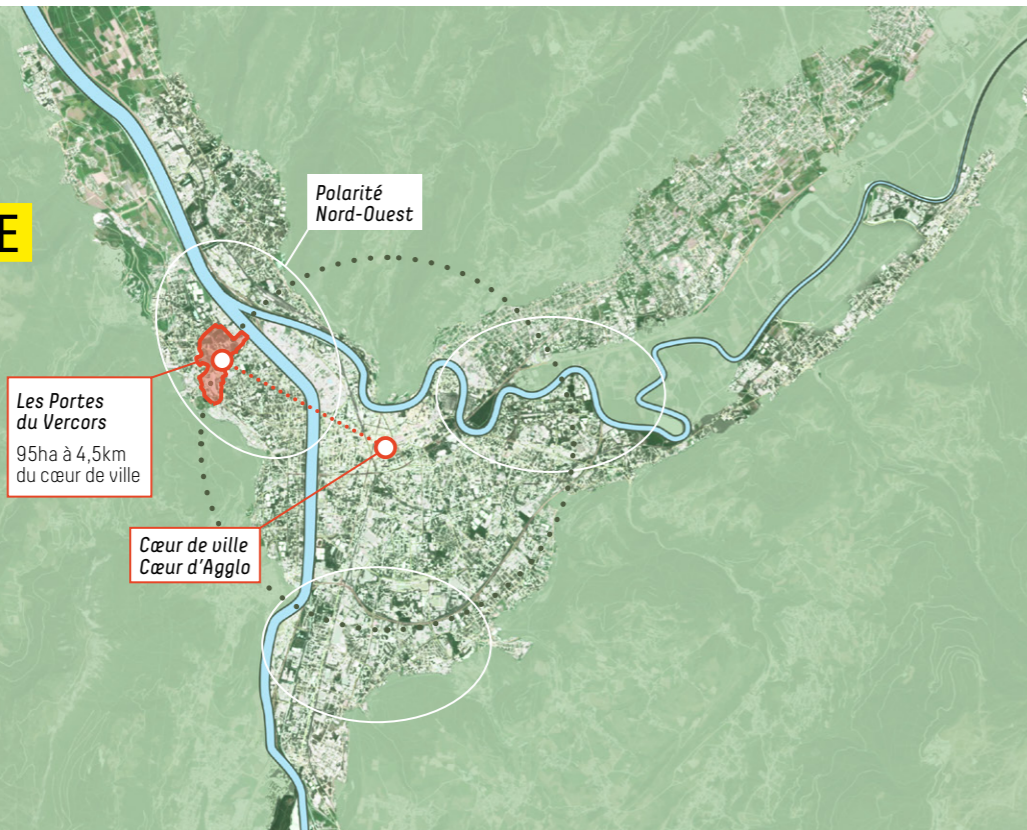 Polarité
Nord-Ouest
E
Les Portes
du Vercors
95ha à 4,5km
du cœur de ville
Cœur de ville
Cœur d'Agglo